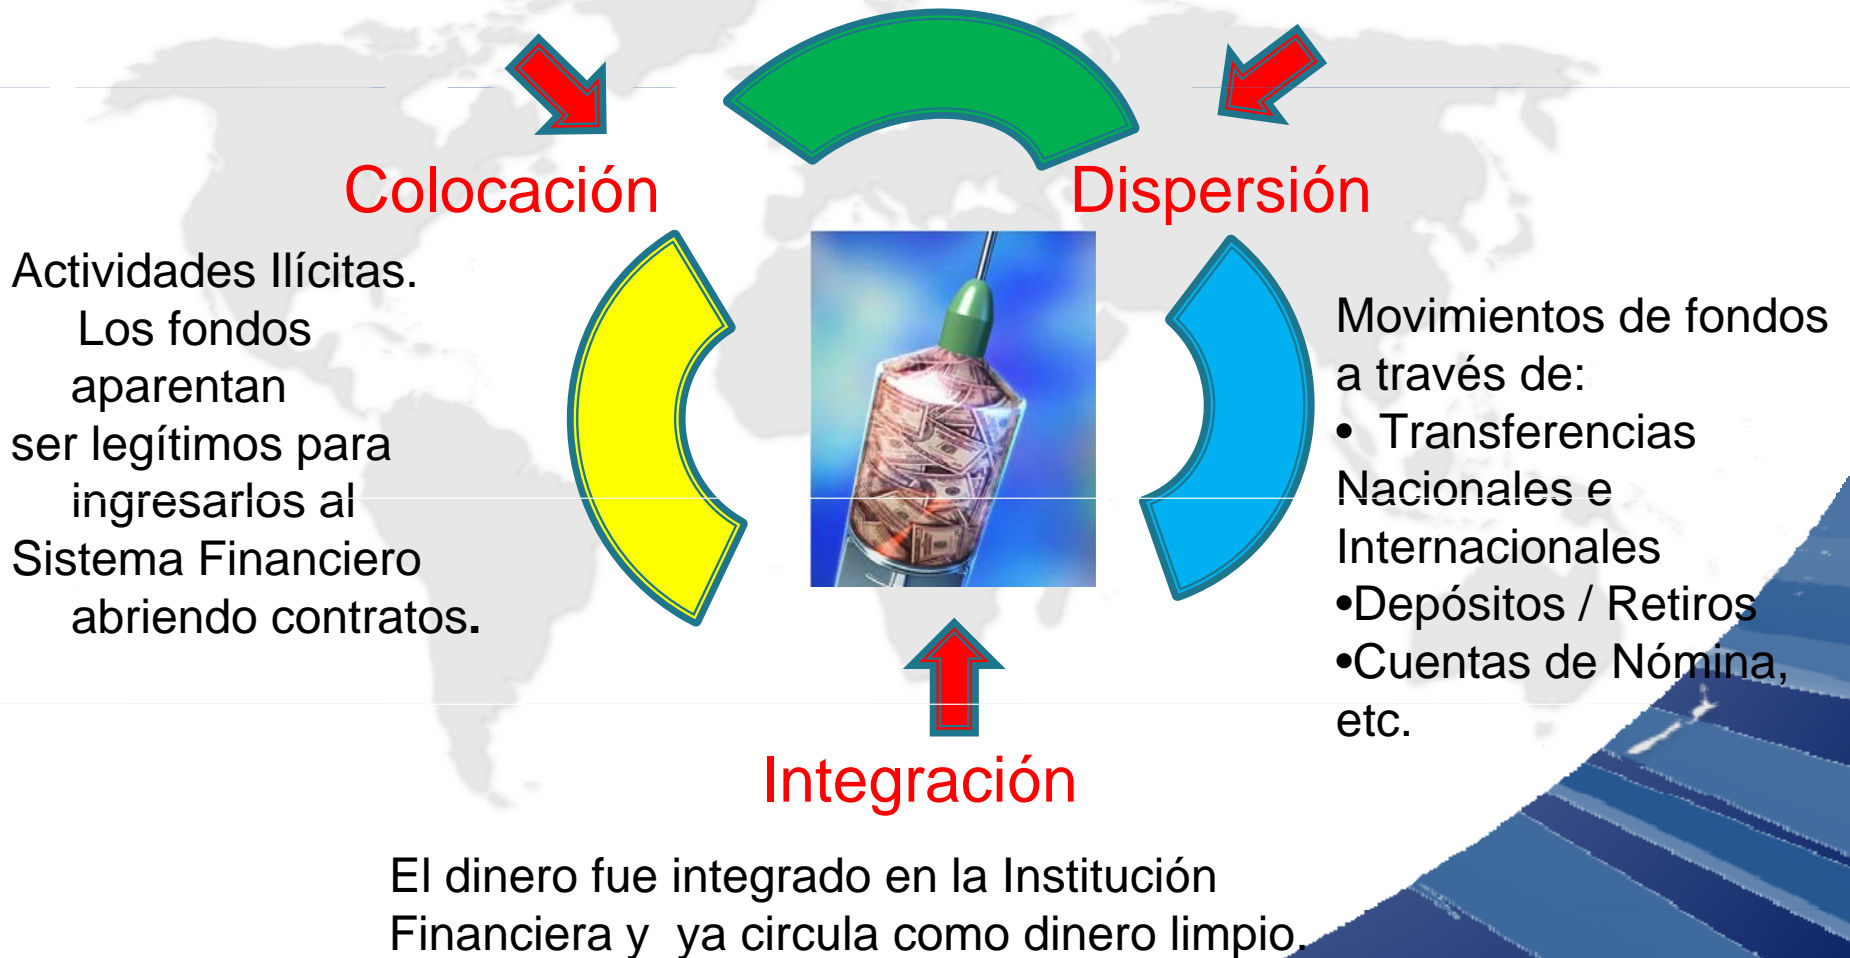 Colocación
Actividades Ilícitas.
Los fondos
aparentan
ser legítimos para
ingresarlos al
Sistema Financiero
abriendo contratos.
Dispersión
Movimientos de fondos
a través de:
• Transferencias
Nacionales e
Internacionales
•Depósitos / Retiros
•Cuentas de Nómina,
etc.
Integración
El dinero fue integrado en la Institución
Financiera y ya circula como dinero limpio.